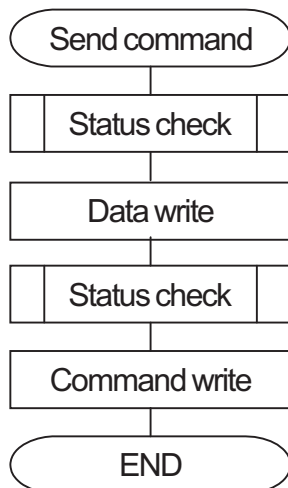 Send command
Status check
Data write
Status check
Command write
END